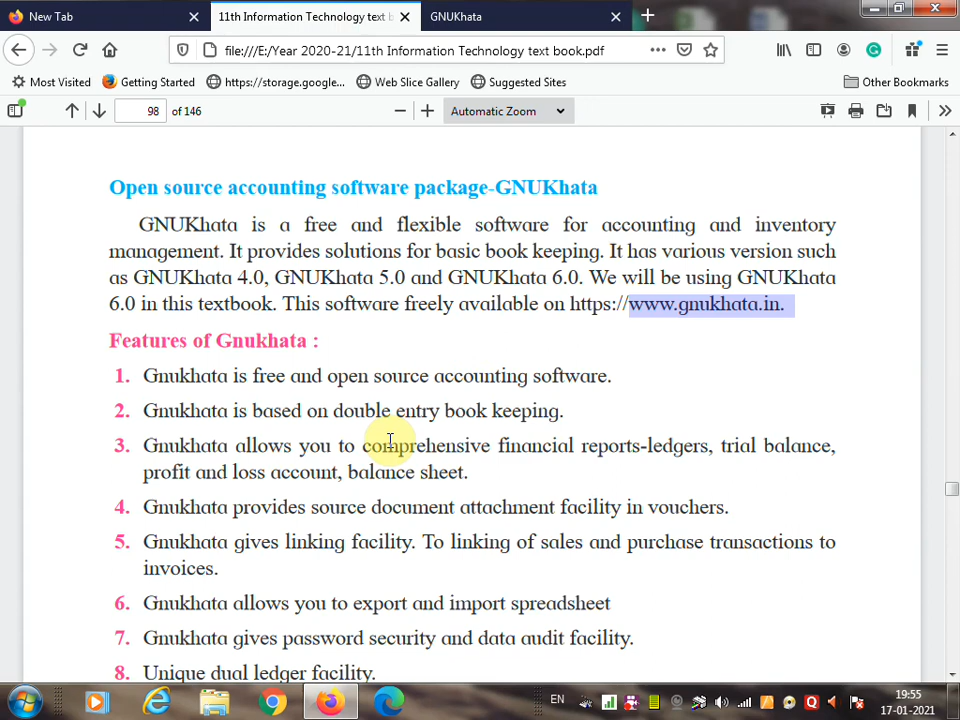 New Tab
11th Information Technology text b
GNUKhata
file:///E:/Year 2020-21/11th Information Technology text book.pdf
Most Visited
Getting Started
https://storage.google...
Web Slice Gallery
Suggested Sites
Other Bookmarks
98 of 146
Automatic Zoom
Open source accounting software package-GNUKhata
GNUKhata is a free and flexible software for accounting and inventory
management. It provides solutions for basic book keeping. It has various version such
as GNUKhata 4.0, GNUKhata 5.0 and GNUKhata 6.0. We will be using GNUKhata
6.0 in this textbook. This software freely available on https://www.gnukhata.in.
Features of Gnukhata :
1. Gnukhata is free and open source accounting software.
2. Gnukhata is based on double entry book keeping.
3. Gnukhata allows you to comprehensive financial reports-ledgers, trial balance,
profit and loss account, balance sheet.
4. Gnukhata provides source document attachment facility in vouchers.
5. Gnukhata gives linking facility. To linking of sales and purchase transactions to
invoices.
6. Gnukhata allows you to export and import spreadsheet
7. Gnukhata gives password security and data audit facility.
8. Unique dual ledger facility.
EN
19:55
17-01-2021